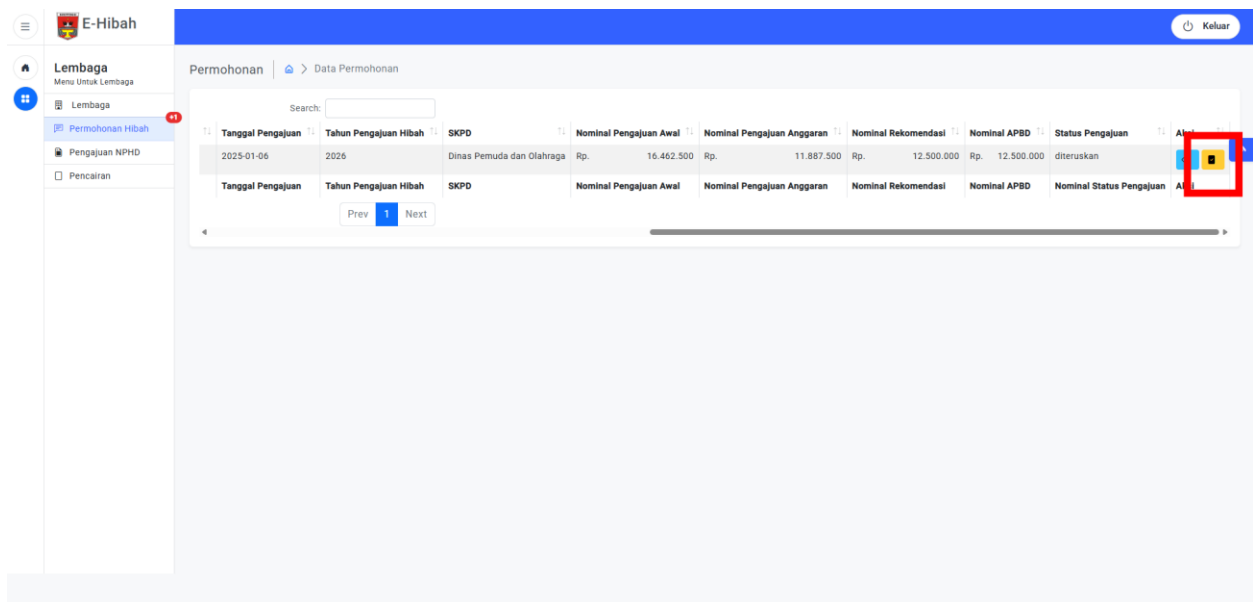 E-Hibah
Keluar
Lembaga
Menu Untuk Lembaga
Lembaga
Permohonan Hibah
+1
Pengajuan NPHD
Pencairan
Permohonan
> Data Permohonan
Search:
Tanggal Pengajuan Tahun Pengajuan Hibah SKPD Nominal Pengajuan Awal Nominal Pengajuan Anggaran Nominal Rekomendasi Nominal APBD Status Pengajuan
2025-01-06 2026 Dinas Pemuda dan Olahraga Rp. 16.462.500 Rp. 11.887.500 Rp. 12.500.000 Rp. 12.500.000 diteruskan
Tanggal Pengajuan Tahun Pengajuan Hibah SKPD Nominal Pengajuan Awal Nominal Pengajuan Anggaran Nominal Rekomendasi Nominal APBD Nominal Status Pengajuan
Prev 1 Next